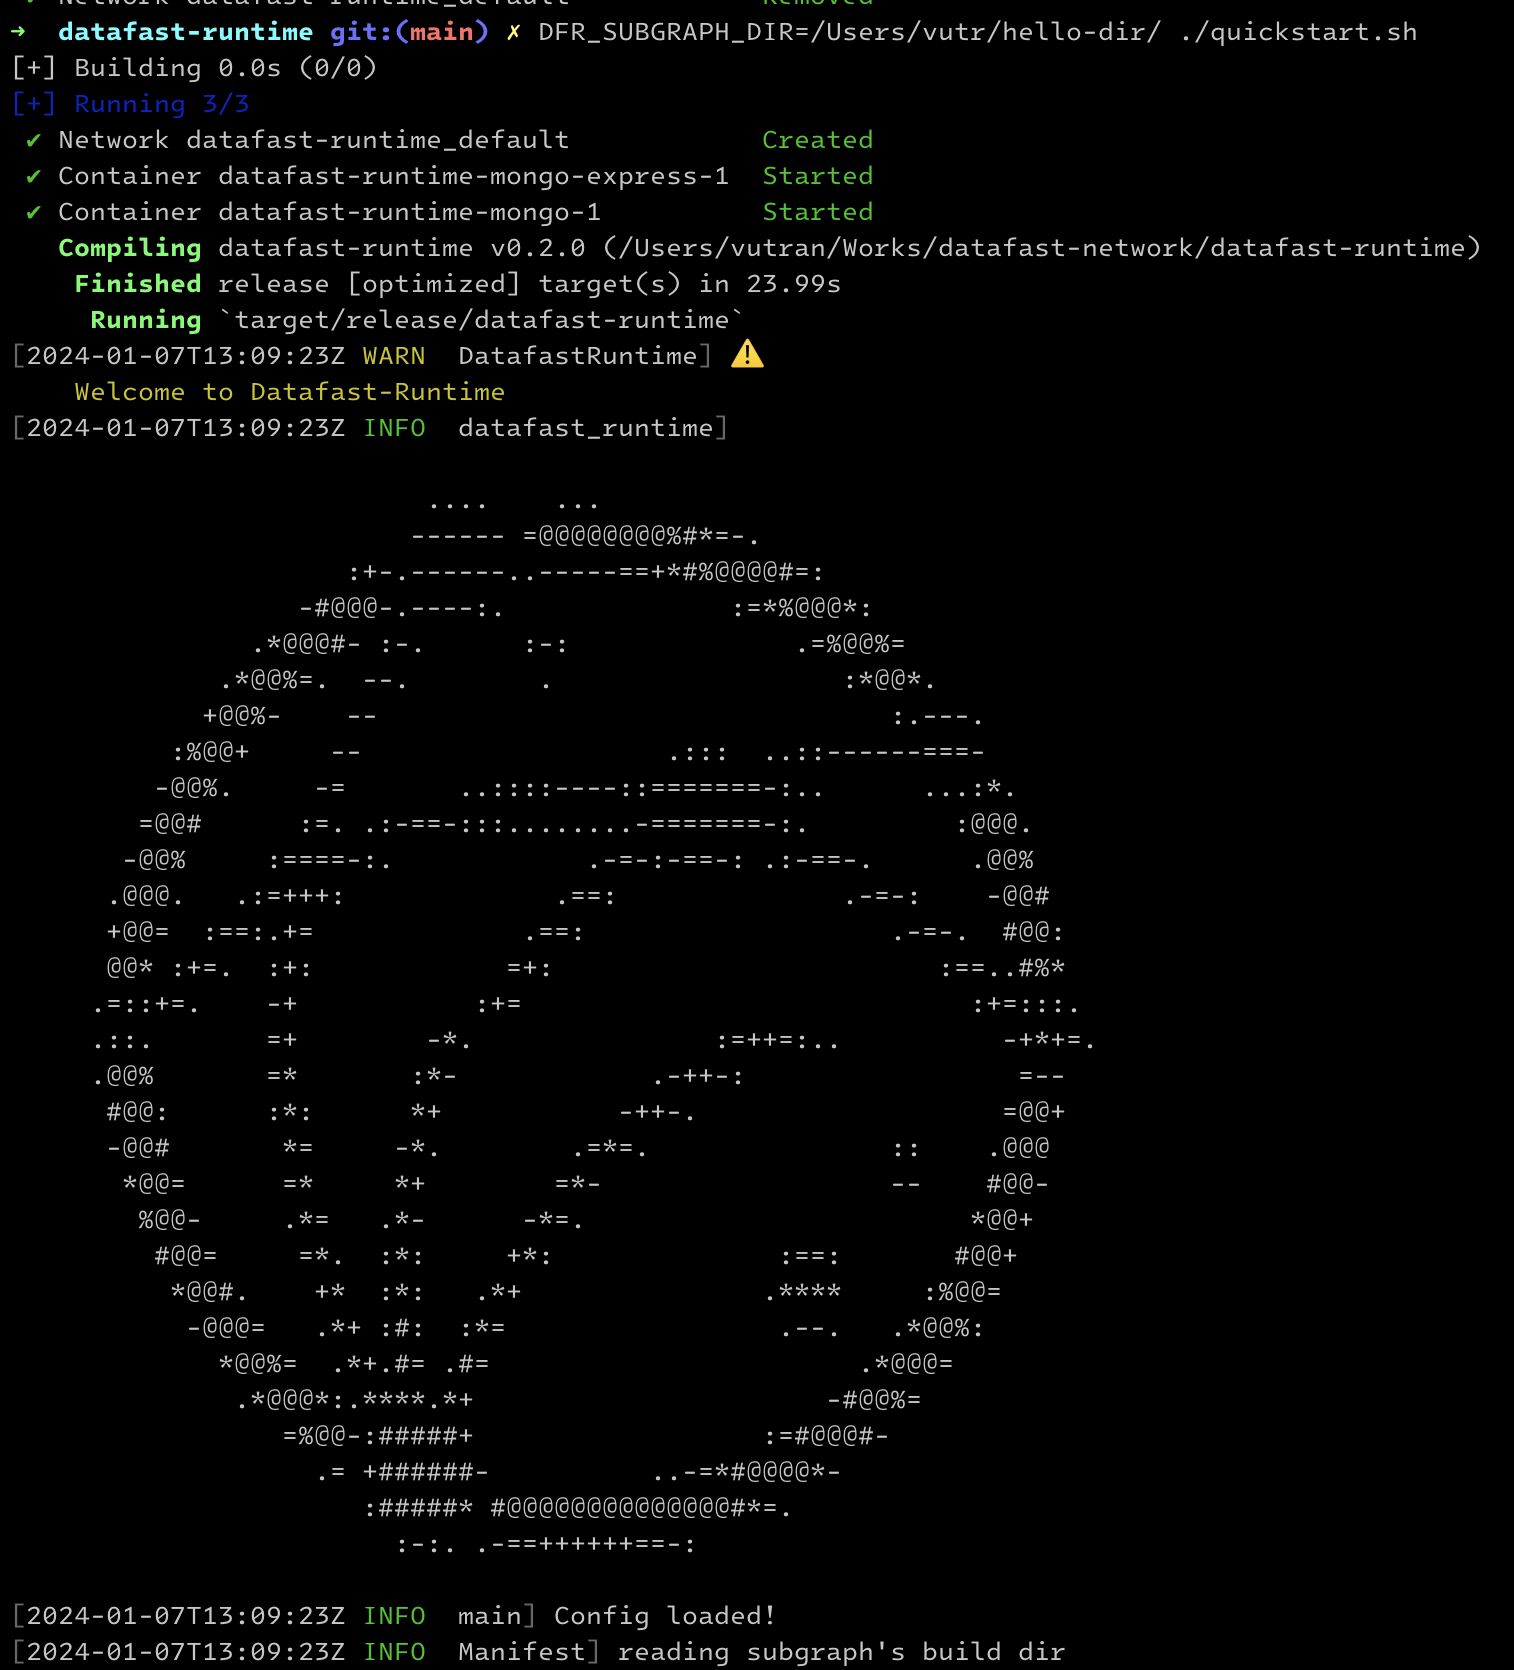 ✔ Network datafast-runtime_default            Removed
➜  datafast-runtime git:(main) ✗ DFR_SUBGRAPH_DIR=/Users/vutr/hello-dir/ ./quickstart.sh
[+] Building 0.0s (0/0)
[+] Running 3/3
 ✔ Network datafast-runtime_default            Created
 ✔ Container datafast-runtime-mongo-express-1  Started
 ✔ Container datafast-runtime-mongo-1          Started
   Compiling datafast-runtime v0.2.0 (/Users/vutran/Works/datafast-network/datafast-runtime)
    Finished release [optimized] target(s) in 23.99s
     Running `target/release/datafast-runtime`
[2024-01-07T13:09:23Z WARN  DatafastRuntime] ⚠️
    Welcome to Datafast-Runtime
[2024-01-07T13:09:23Z INFO  datafast_runtime]
[2024-01-07T13:09:23Z INFO  main] Config loaded!
[2024-01-07T13:09:23Z INFO  Manifest] reading subgraph's build dir